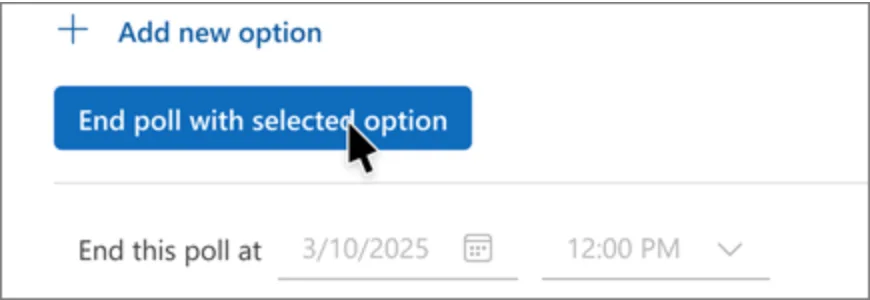 Add new option
End poll with selected option
End this poll at 3/10/2025 12:00 PM